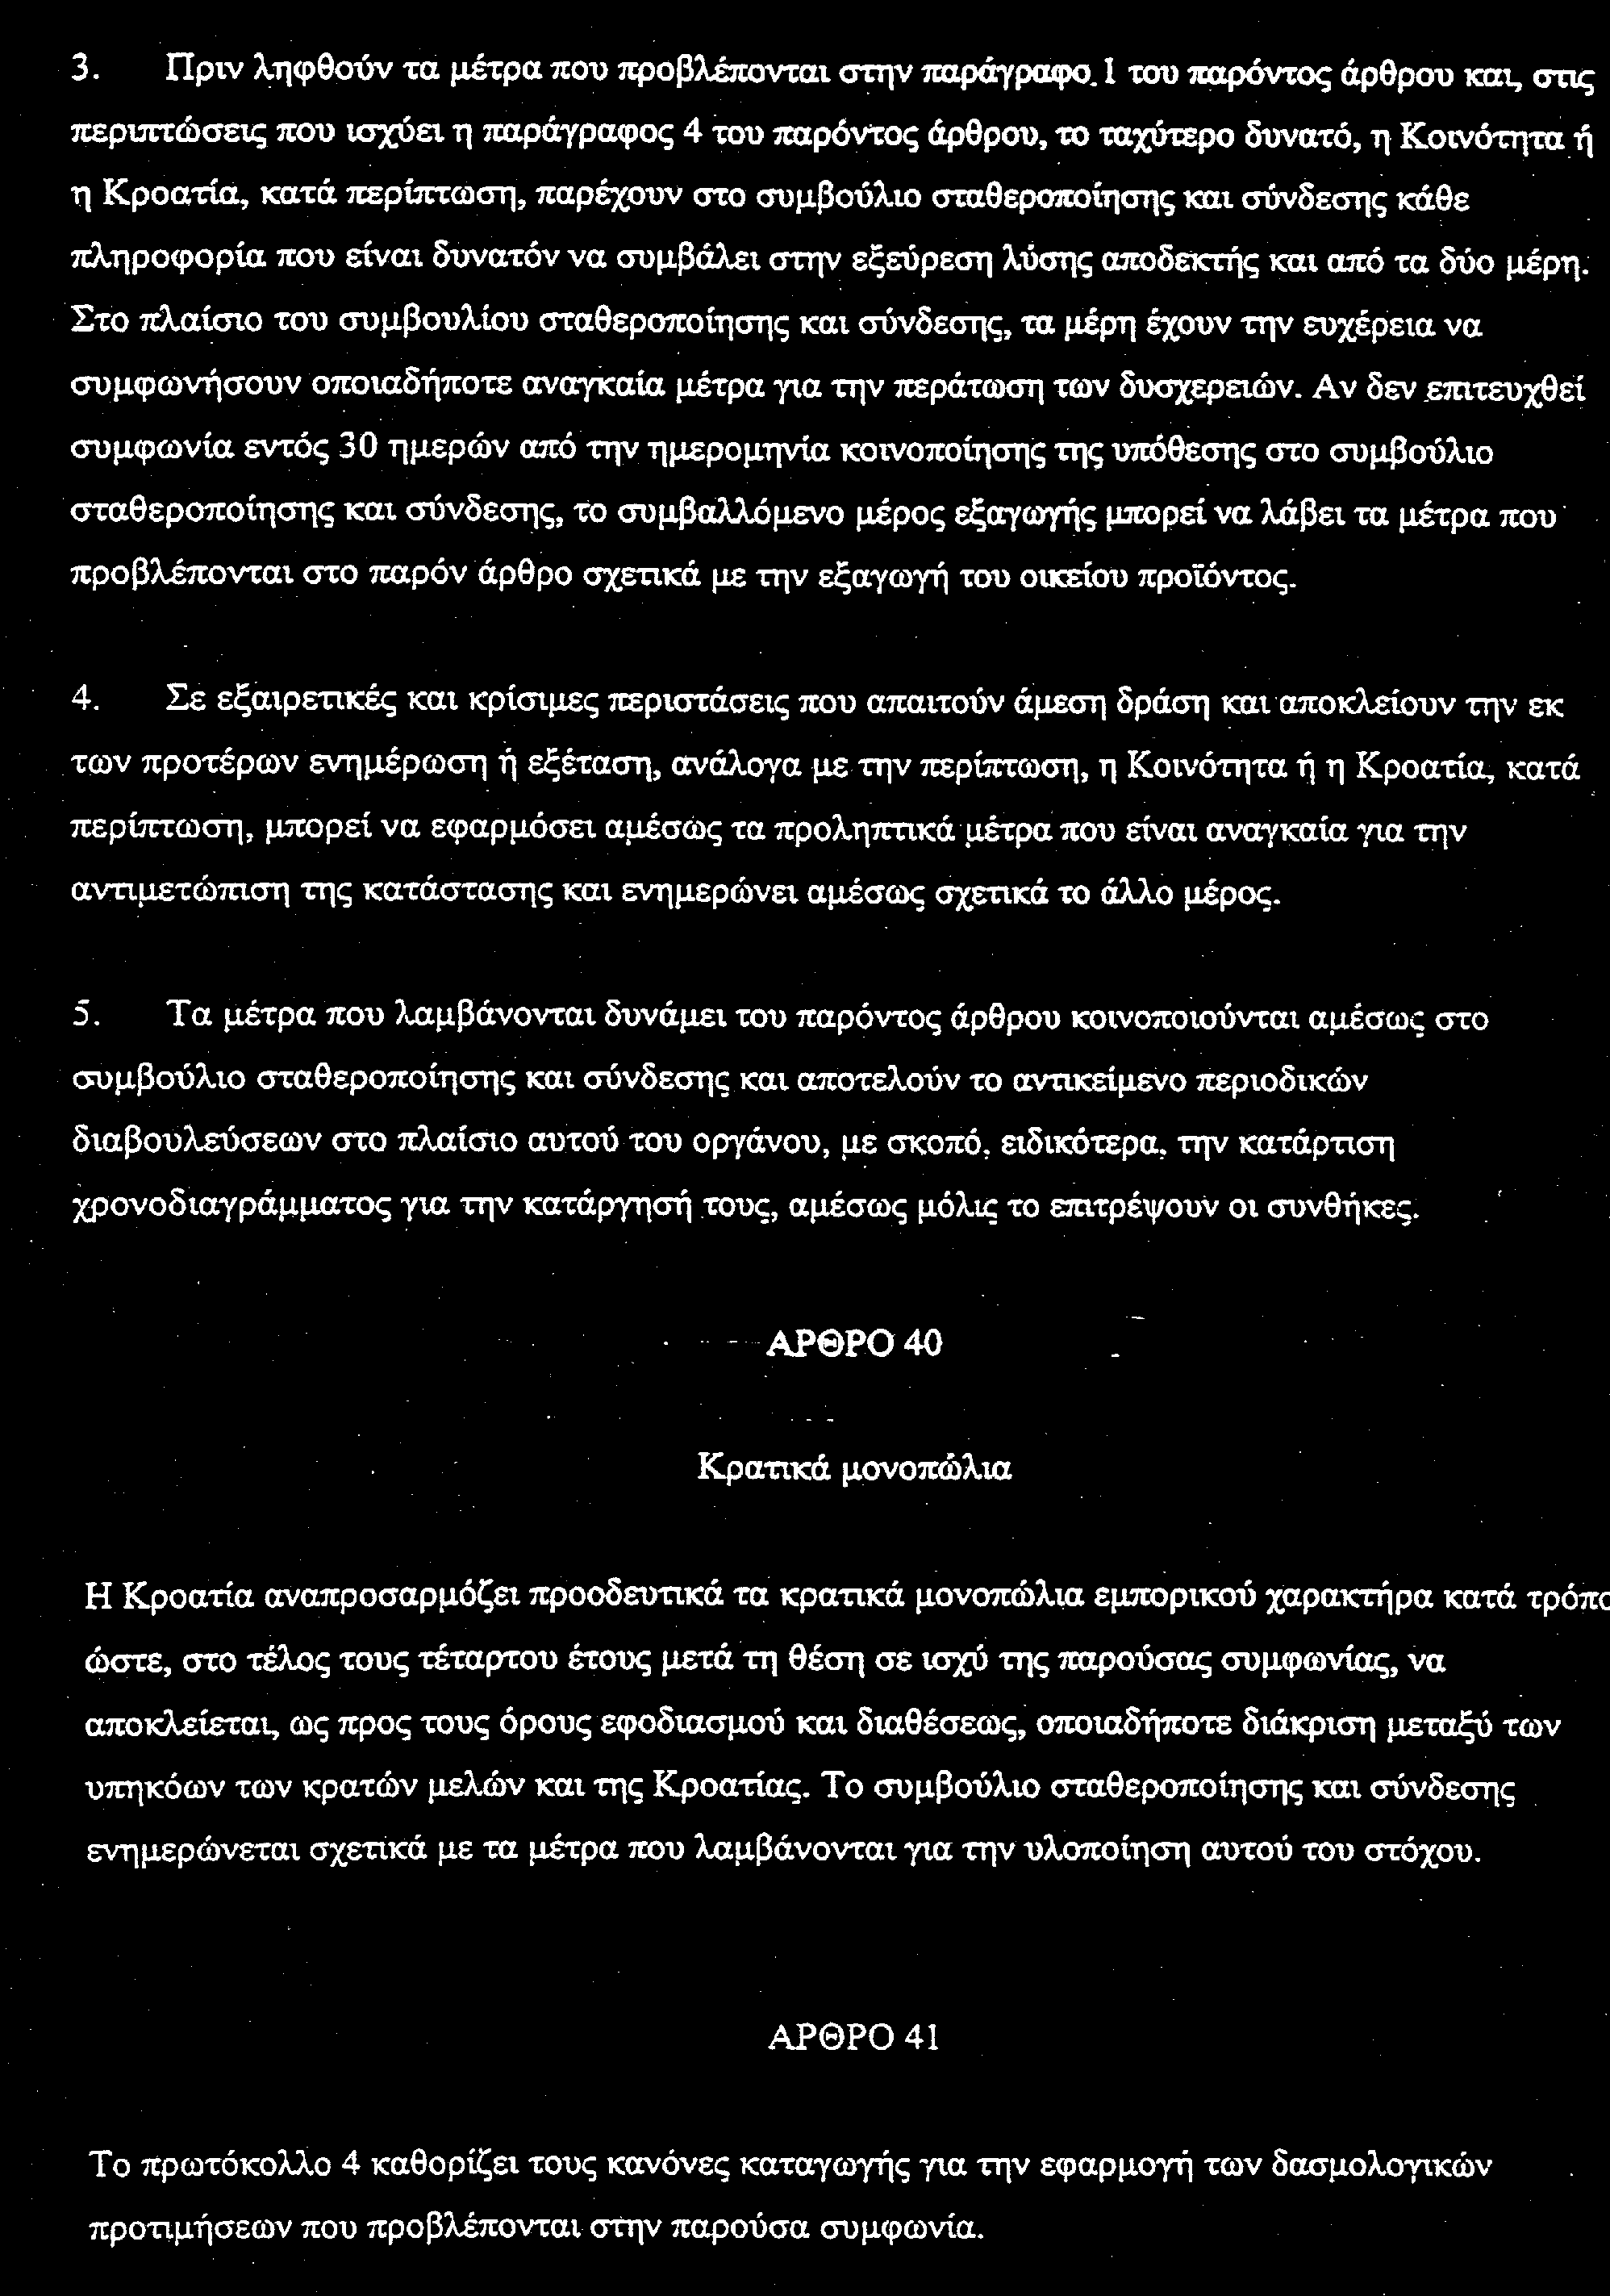 3. Πριν ληφθούν τα μέτρα που προβλέπονται στην παράγραφο 1 του παρόντος άρθρου και, στις
περιπτώσεις που ισχύει η παράγραφος 4 του παρόντος άρθρου, το ταχύτερο δυνατό, η Κοινότητα ή
η Κροατία, κατά περίπτωση, παρέχουν στο συμβούλιο σταθεροποίησης και σύνδεσης κάθε
πληροφορία που είναι δυνατόν να συμβάλει στην εξεύρεση λύσης αποδεκτής και από τα δύο μέρη.
Στο πλαίσιο του συμβουλίου σταθεροποίησης και σύνδεσης, τα μέρη έχουν την ευχέρεια να
συμφωνήσουν οποιαδήποτε αναγκαία μέτρα για την περάτωση των δυσχερειών. Αν δεν επιτευχθεί
συμφωνία εντός 30 ημερών από την ημερομηνία κοινοποίησης της υπόθεσης στο συμβούλιο
σταθεροποίησης και σύνδεσης, το συμβαλλόμενο μέρος εξαγωγής μπορεί να λάβει τα μέτρα που
προβλέπονται στο παρόν άρθρο σχετικά με την εξαγωγή του οικείου προϊόντος.
4. Σε εξαιρετικές και κρίσιμες περιστάσεις που απαιτούν άμεση δράση και αποκλείουν την εκ
των προτέρων ενημέρωση ή εξέταση, ανάλογα με την περίπτωση, η Κοινότητα ή η Κροατία, κατά
περίπτωση, μπορεί να εφαρμόσει αμέσως τα προληπτικά μέτρα που είναι αναγκαία για την
αντιμετώπιση της κατάστασης και ενημερώνει αμέσως σχετικά το άλλο μέρος.
5. Τα μέτρα που λαμβάνονται δυνάμει του παρόντος άρθρου κοινοποιούνται αμέσως στο
συμβούλιο σταθεροποίησης και σύνδεσης και αποτελούν το αντικείμενο περιοδικών
διαβουλεύσεων στο πλαίσιο αυτού του οργάνου, με σκοπό, ειδικότερα, την κατάρτιση
χρονοδιαγράμματος για την κατάργησή τους, αμέσως μόλις το επιτρέψουν οι συνθήκες.
ΑΡΘΡΟ 40
Κρατικά μονοπώλια
Η Κροατία αναπροσαρμόζει προοδευτικά τα κρατικά μονοπώλια εμπορικού χαρακτήρα κατά τρόπο
ώστε, στο τέλος τους τέταρτου έτους μετά τη θέση σε ισχύ της παρούσας συμφωνίας, να
αποκλείεται, ως προς τους όρους εφοδιασμού και διαθέσεως, οποιαδήποτε διάκριση μεταξύ των
υπηκόων των κρατών μελών και της Κροατίας. Το συμβούλιο σταθεροποίησης και σύνδεσης
ενημερώνεται σχετικά με τα μέτρα που λαμβάνονται για την υλοποίηση αυτού του στόχου.
ΑΡΘΡΟ 41
Το πρωτόκολλο 4 καθορίζει τους κανόνες καταγωγής για την εφαρμογή των δασμολογικών
προτιμήσεων που προβλέπονται στην παρούσα συμφωνία.